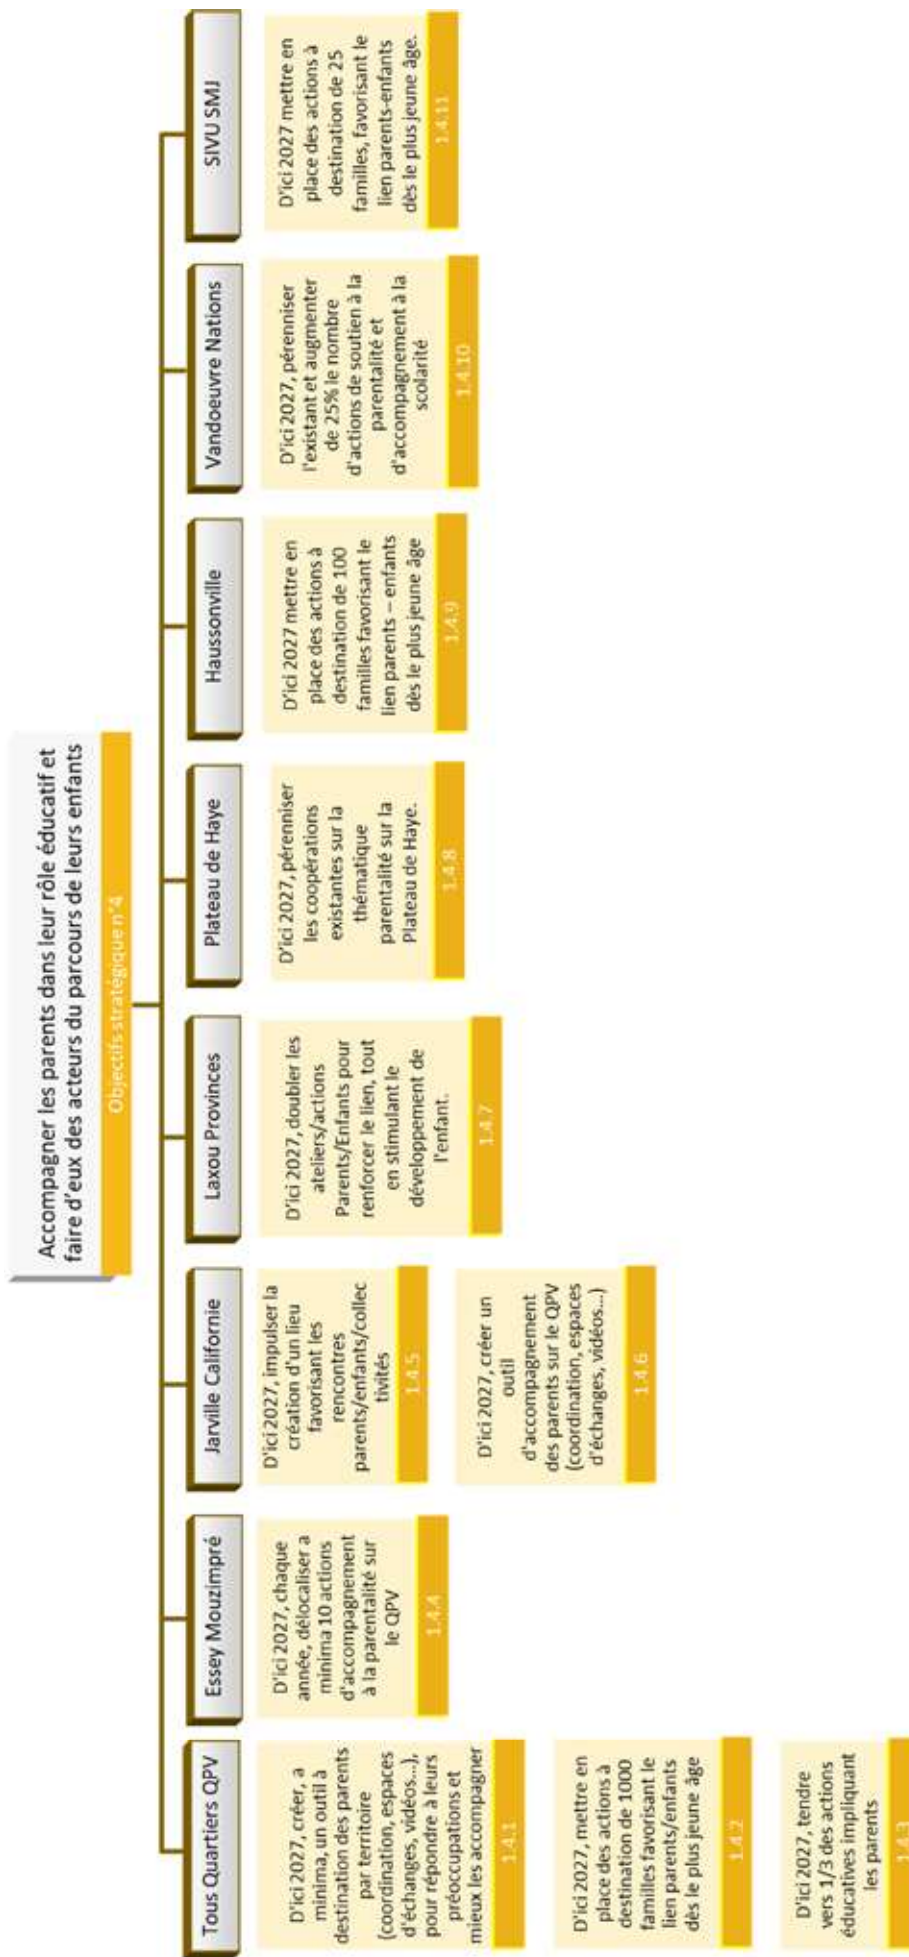 Accompagner les parents dans leur rôle éducatif et
faire d'eux des acteurs du parcours de leurs enfants
Objectifs stratégique n°4
Tous Quartiers QPV
D'ici 2027, créer, a
minima, un outil à
destination des parents
par territoire
(coordination, espaces
d'échanges, vidéos...),
pour répondre à leurs
préoccupations et
mieux les accompagner
1.4.1
D'ici 2027, mettre en
place des actions à
destination de 1000
familles favorisant le
lien parents/enfants
dès le plus jeune âge
1.4.2
D'ici 2027, tendre
vers 1/3 des actions
éducatives impliquant
les parents
1.4.3
Essey Mouzimpré
D'ici 2027, chaque
année, délocaliser a
minima 10 actions
d'accompagnement
à la parentalité sur
le QPV
1.4.4
Jarville Californie
D'ici 2027, impulser la
création d'un lieu
favorisant les
rencontres
parents/enfants/collec
tivités
1.4.5
D'ici 2027, créer un
outil
d'accompagnement
des parents sur le QPV
(coordination, espaces
d'échanges, vidéos...)
1.4.6
Laxou Provinces
D'ici 2027, doubler les
ateliers/actions
Parents/Enfants pour
renforcer le lien, tout
en stimulant le
développement de
l'enfant.
1.4.7
Plateau de Haye
D'ici 2027, pérenniser
les coopérations
existantes sur la
thématique
parentalité sur la
Plateau de Haye.
1.4.8
Haussonville
D'ici 2027 mettre en
place des actions à
destination de 100
familles favorisant le
lien parents – enfants
dès le plus jeune âge
1.4.9
Vandoeuvre Nations
D'ici 2027, pérenniser
l'existant et augmenter
de 25% le nombre
d'actions de soutien à la
parentalité et
d'accompagnement à la
scolarité
1.4.10
SIVU SMJ
D'ici 2027 mettre en
place des actions à
destination de 25
familles, favorisant le
lien parents-enfants
dès le plus jeune âge.
1.4.11